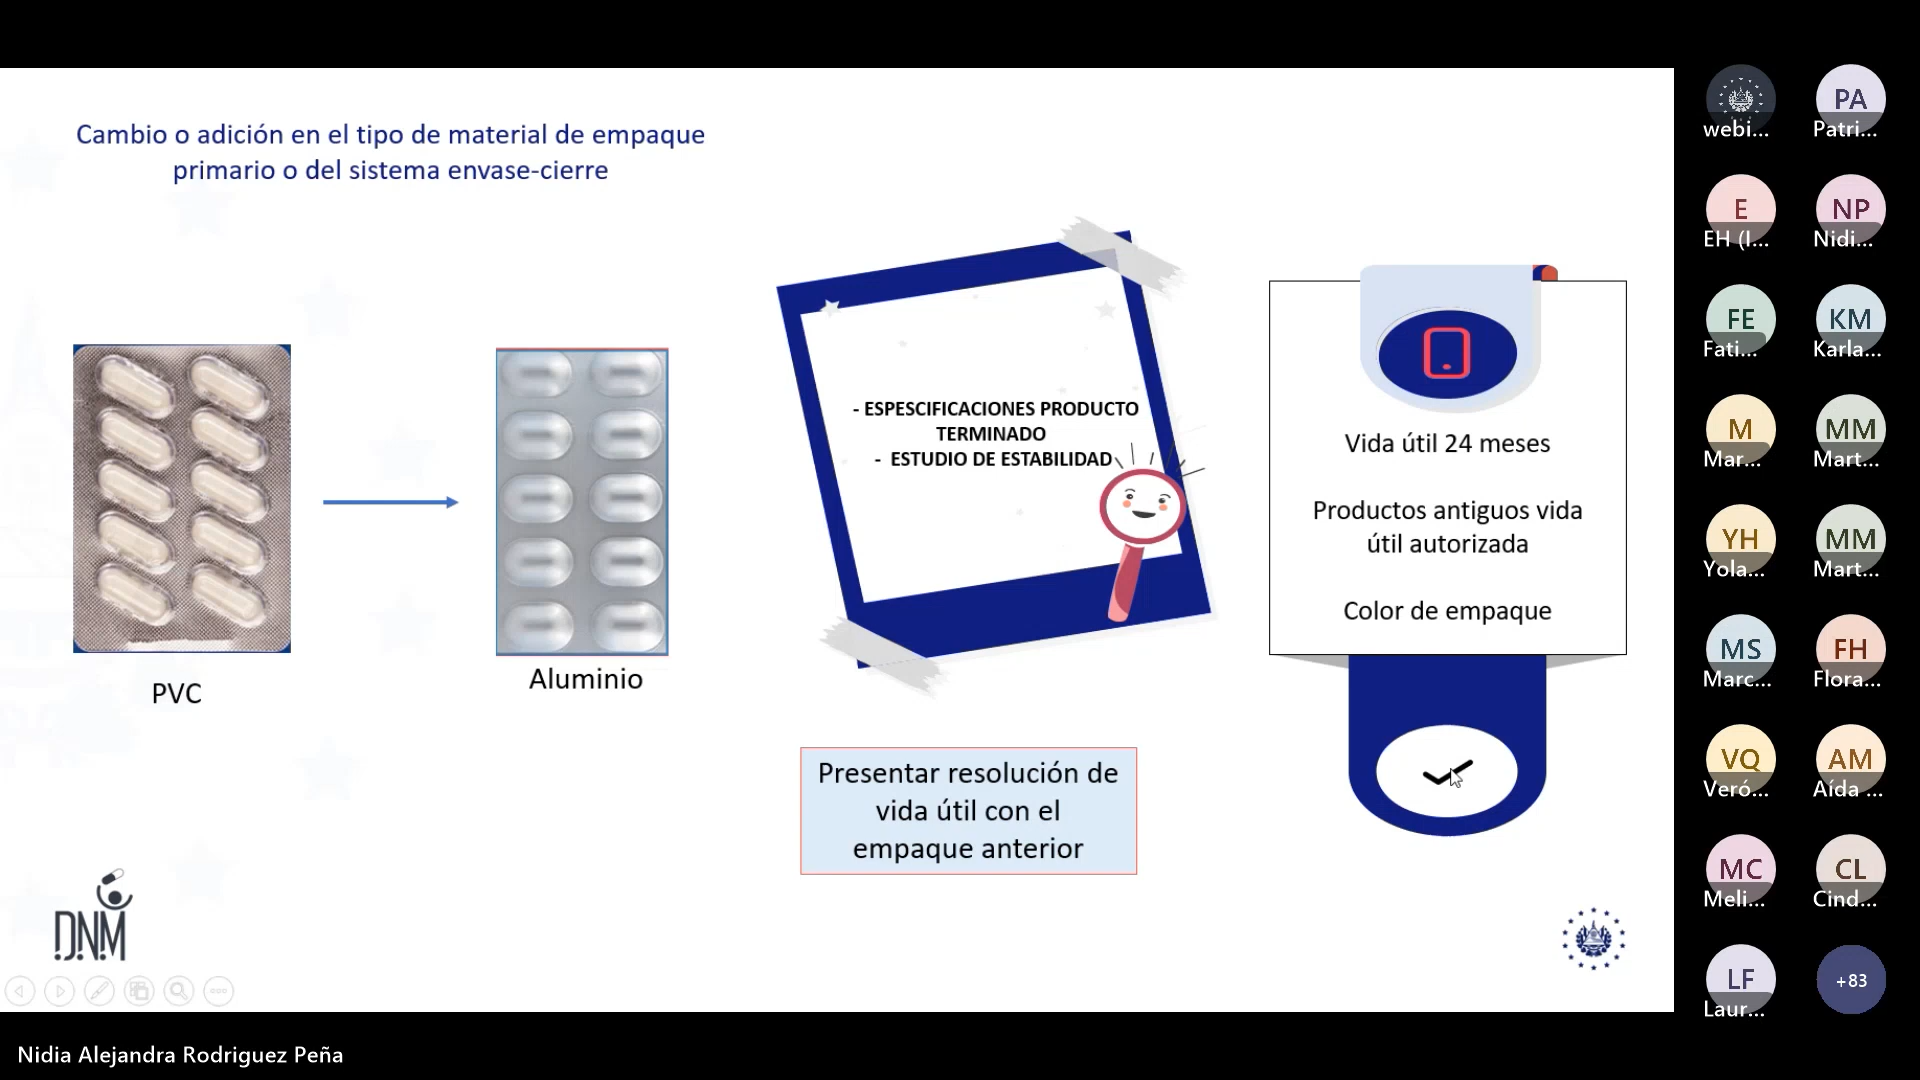 Cambio o adición en el tipo de material de empaque
primario o del sistema envase-cierre
PVC
Aluminio
- ESPESCIFICACIONES PRODUCTO
TERMINADO
- ESTUDIO DE ESTABILIDAD
Presentar resolución de
vida útil con el
empaque anterior
Vida útil 24 meses
Productos antiguos vida
útil autorizada
Color de empaque
DNM
Nidia Alejandra Rodriguez Peña
webi...
PA
Patri...
E
EH (I...
NP
Nidi...
FE
Fati...
KM
Karla...
M
Mar...
MM
Mart...
YH
Yola...
MM
Mart...
MS
Marc...
FH
Flora...
VQ
Veró...
AM
Aída ...
MC
Meli...
CL
Cind...
LF
Laur...
+83